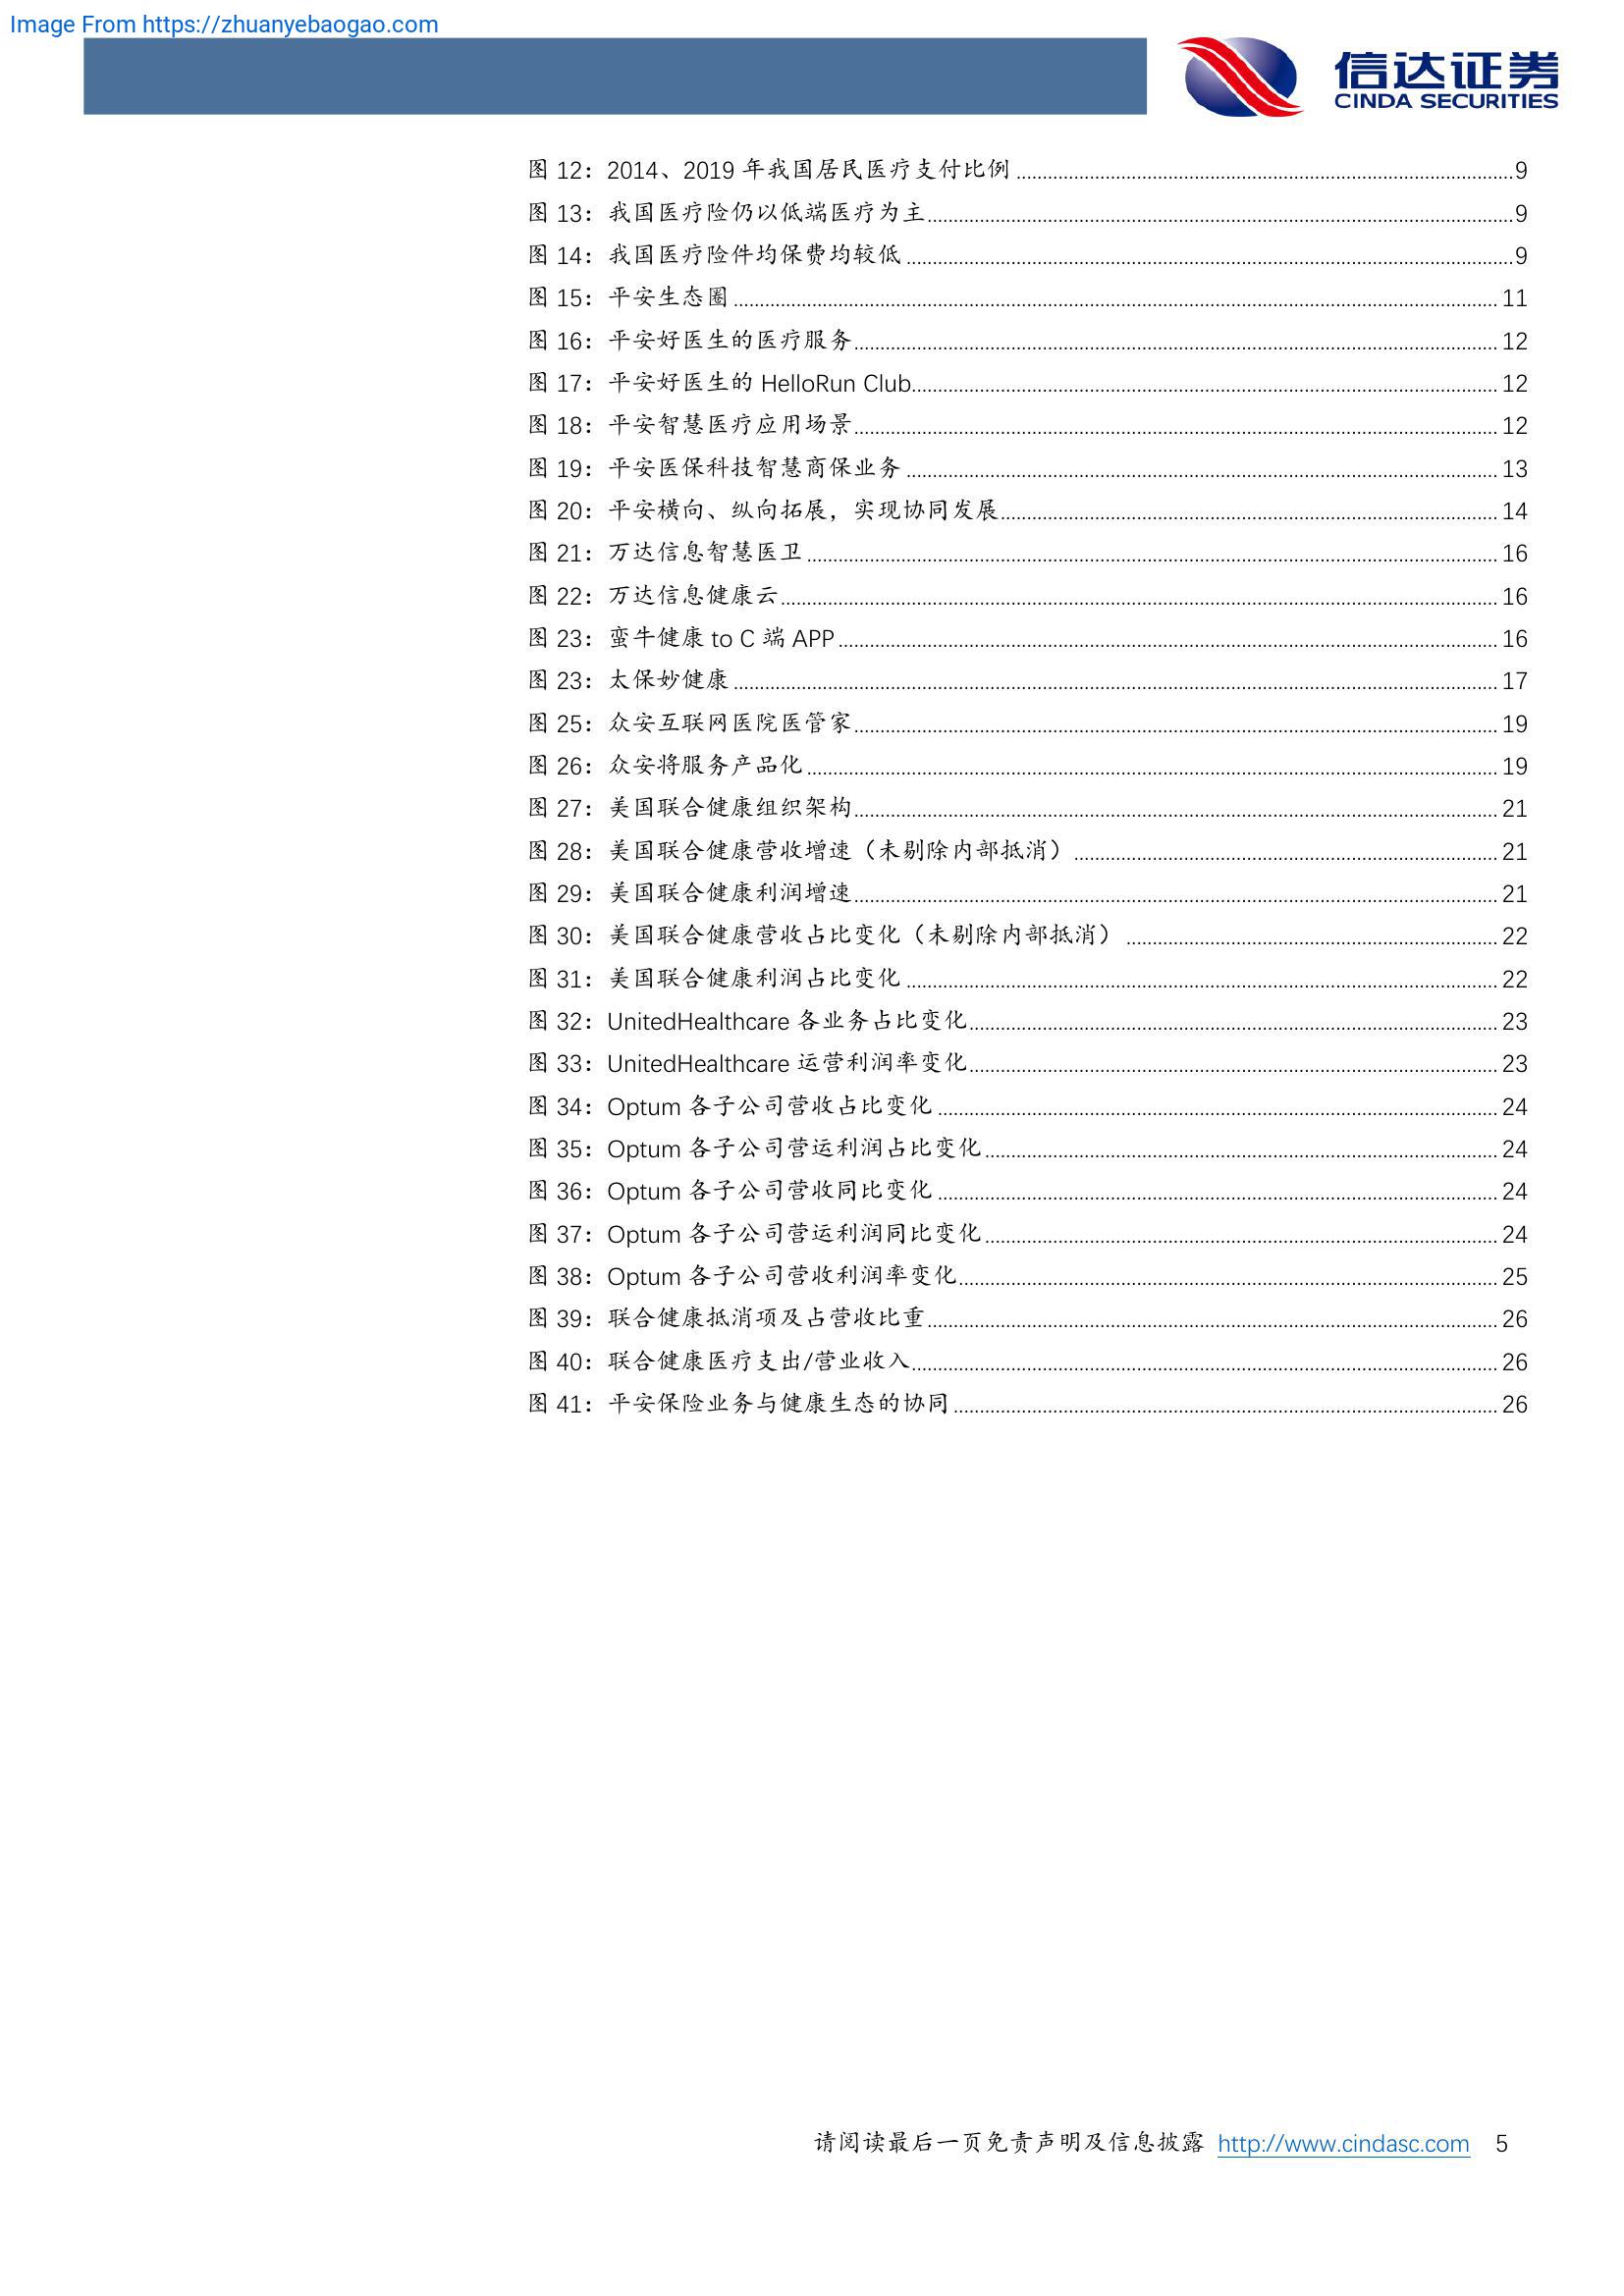 Image From https://zhuanyebaogao.com
信达证券
CINDA SECURITIES
图 12：2014、2019 年我国居民医疗支付比例 9
图 13：我国医疗险仍以低端医疗为主 9
图 14：我国医疗险件均保费均较低 9
图 15：平安生态圈 11
图 16：平安好医生的医疗服务 12
图 17：平安好医生的 HelloRun Club 12
图 18：平安智慧医疗应用场景 12
图 19：平安医保科技智慧商保业务 13
图 20：平安横向、纵向拓展，实现协同发展 14
图 21：万达信息智慧医卫 16
图 22：万达信息健康云 16
图 23：蛮牛健康 to C 端 APP 16
图 23：太保妙健康 17
图 25：众安互联网医院医管家 19
图 26：众安将服务产品化 19
图 27：美国联合健康组织架构 21
图 28：美国联合健康营收增速（未剔除内部抵消） 21
图 29：美国联合健康利润增速 21
图 30：美国联合健康营收占比变化（未剔除内部抵消） 22
图 31：美国联合健康利润占比变化 22
图 32：UnitedHealthcare 各业务占比变化 23
图 33：UnitedHealthcare 运营利润率变化 23
图 34：Optum 各子公司营收占比变化 24
图 35：Optum 各子公司营运利润占比变化 24
图 36：Optum 各子公司营收同比变化 24
图 37：Optum 各子公司营运利润同比变化 24
图 38：Optum 各子公司营收利润率变化 25
图 39：联合健康抵消项及占营收比重 26
图 40：联合健康医疗支出/营业收入 26
图 41：平安保险业务与健康生态的协同 26
请阅读最后一页免责声明及信息披露 http://www.cindasc.com 5